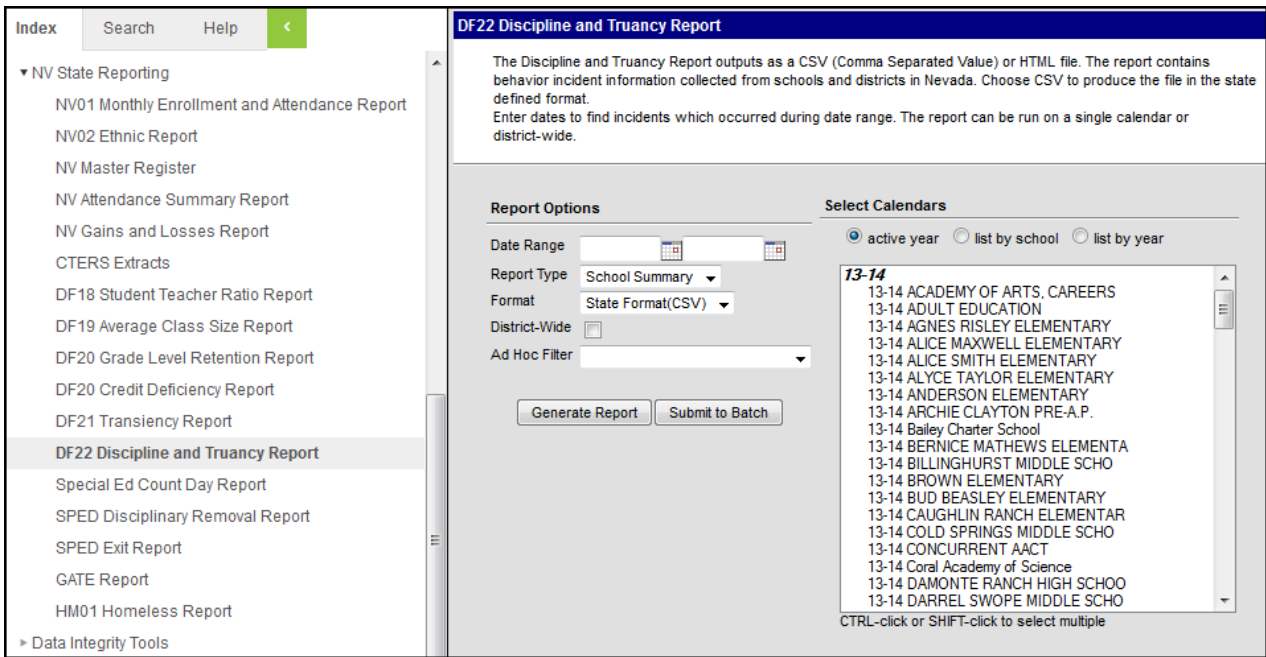 Index
Search
Help
<
NV State Reporting
NV01 Monthly Enrollment and Attendance Report
NV02 Ethnic Report
NV Master Register
NV Attendance Summary Report
NV Gains and Losses Report
CTERS Extracts
DF18 Student Teacher Ratio Report
DF19 Average Class Size Report
DF20 Grade Level Retention Report
DF20 Credit Deficiency Report
DF21 Transiency Report
DF22 Discipline and Truancy Report
Special Ed Count Day Report
SPED Disciplinary Removal Report
SPED Exit Report
GATE Report
HM01 Homeless Report
Data Integrity Tools
DF22 Discipline and Truancy Report
The Discipline and Truancy Report outputs as a CSV (Comma Separated Value) or HTML file. The report contains
behavior incident information collected from schools and districts in Nevada. Choose CSV to produce the file in the state
defined format.
Enter dates to find incidents which occurred during date range. The report can be run on a single calendar or
district-wide.
Report Options
Date Range
Report Type School Summary
Format State Format(CSV)
District-Wide
Ad Hoc Filter
Generate Report Submit to Batch
Select Calendars
active year list by school list by year
13-14
13-14 ACADEMY OF ARTS, CAREERS
13-14 ADULT EDUCATION
13-14 AGNES RISLEY ELEMENTARY
13-14 ALICE MAXWELL ELEMENTARY
13-14 ALICE SMITH ELEMENTARY
13-14 ALYCE TAYLOR ELEMENTARY
13-14 ANDERSON ELEMENTARY
13-14 ARCHIE CLAYTON PRE-A.P.
13-14 Bailey Charter School
13-14 BERNICE MATHEWS ELEMENTA
13-14 BILLINGHURST MIDDLE SCHO
13-14 BROWN ELEMENTARY
13-14 BUD BEASLEY ELEMENTARY
13-14 CAUGHLIN RANCH ELEMENTAR
13-14 COLD SPRINGS MIDDLE SCHO
13-14 CONCURRENT AACT
13-14 Coral Academy of Science
13-14 DAMONTE RANCH HIGH SCHOO
13-14 DARREL SWOPE MIDDLE SCHO
CTRL-click or SHIFT-click to select multiple